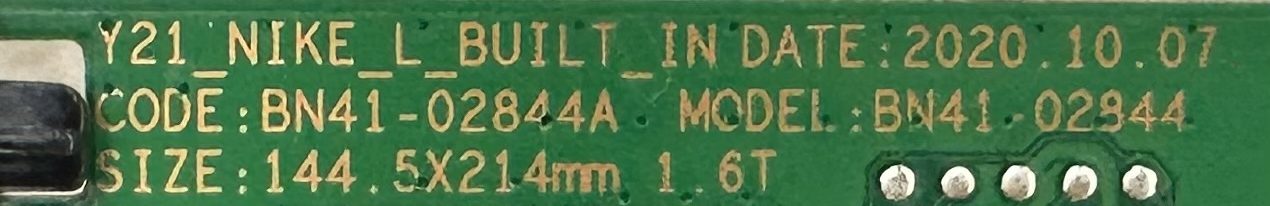 Y21_NIKE_L_BUILT_IN DATE:2020.10.07
CODE:BN41-02844A MODEL:BN41-02844
SIZE:144.5X214mm 1.6T